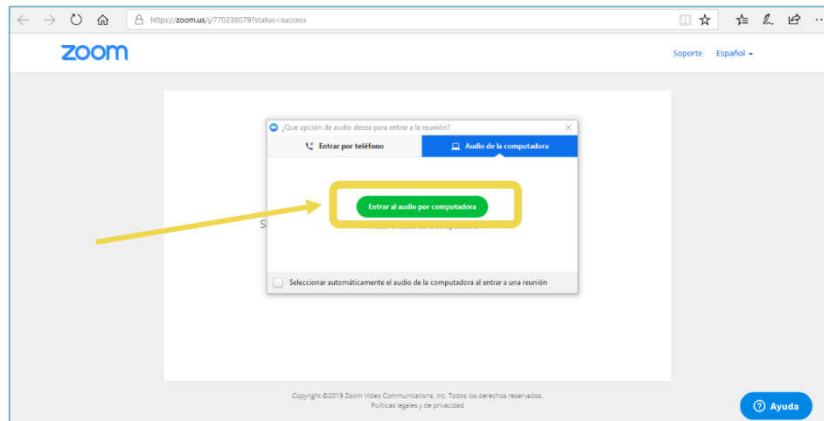 https://zoom.us/j/770238079?status=success
zoom
Soporte Español
¿Que opción de audio desea para entrar a la reunión?
Entrar por teléfono Audio de la computadora
Entrar al audio por computadora
S
Seleccionar automáticamente el audio de la computadora al entrar a una reunión
Copyright ©2019 Zoom Video Communications, Inc. Todos los derechos reservados.
Políticas legales y de privacidad
Ayuda